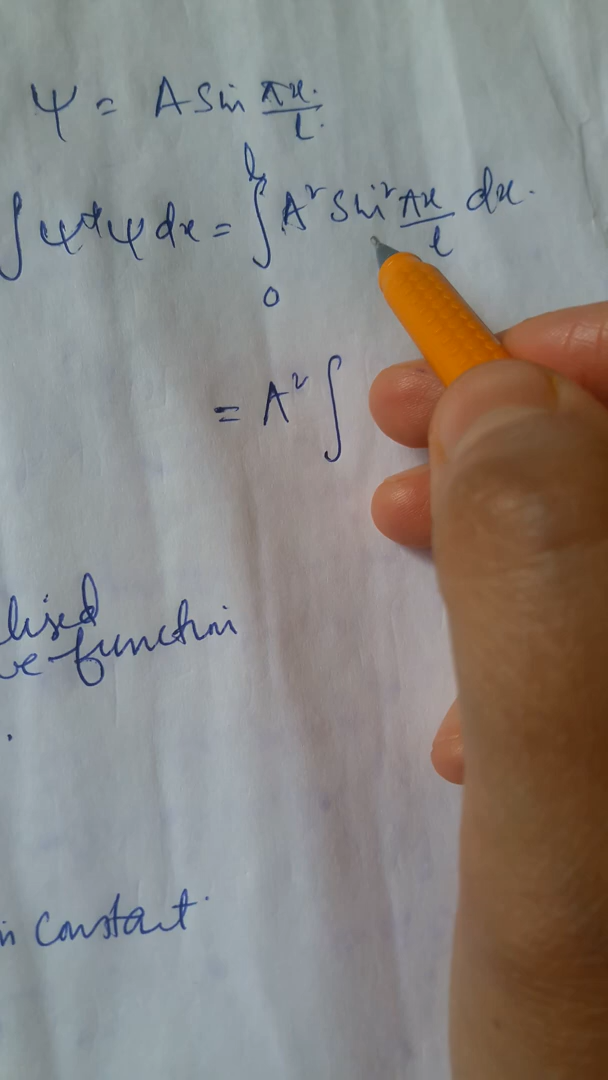 ψ = A Sin πx/l.
∫ψ*ψ dx = ∫₀ˡ A² Sin² πx/l dx.
= A² ∫
lised
ve function
.
n constant.